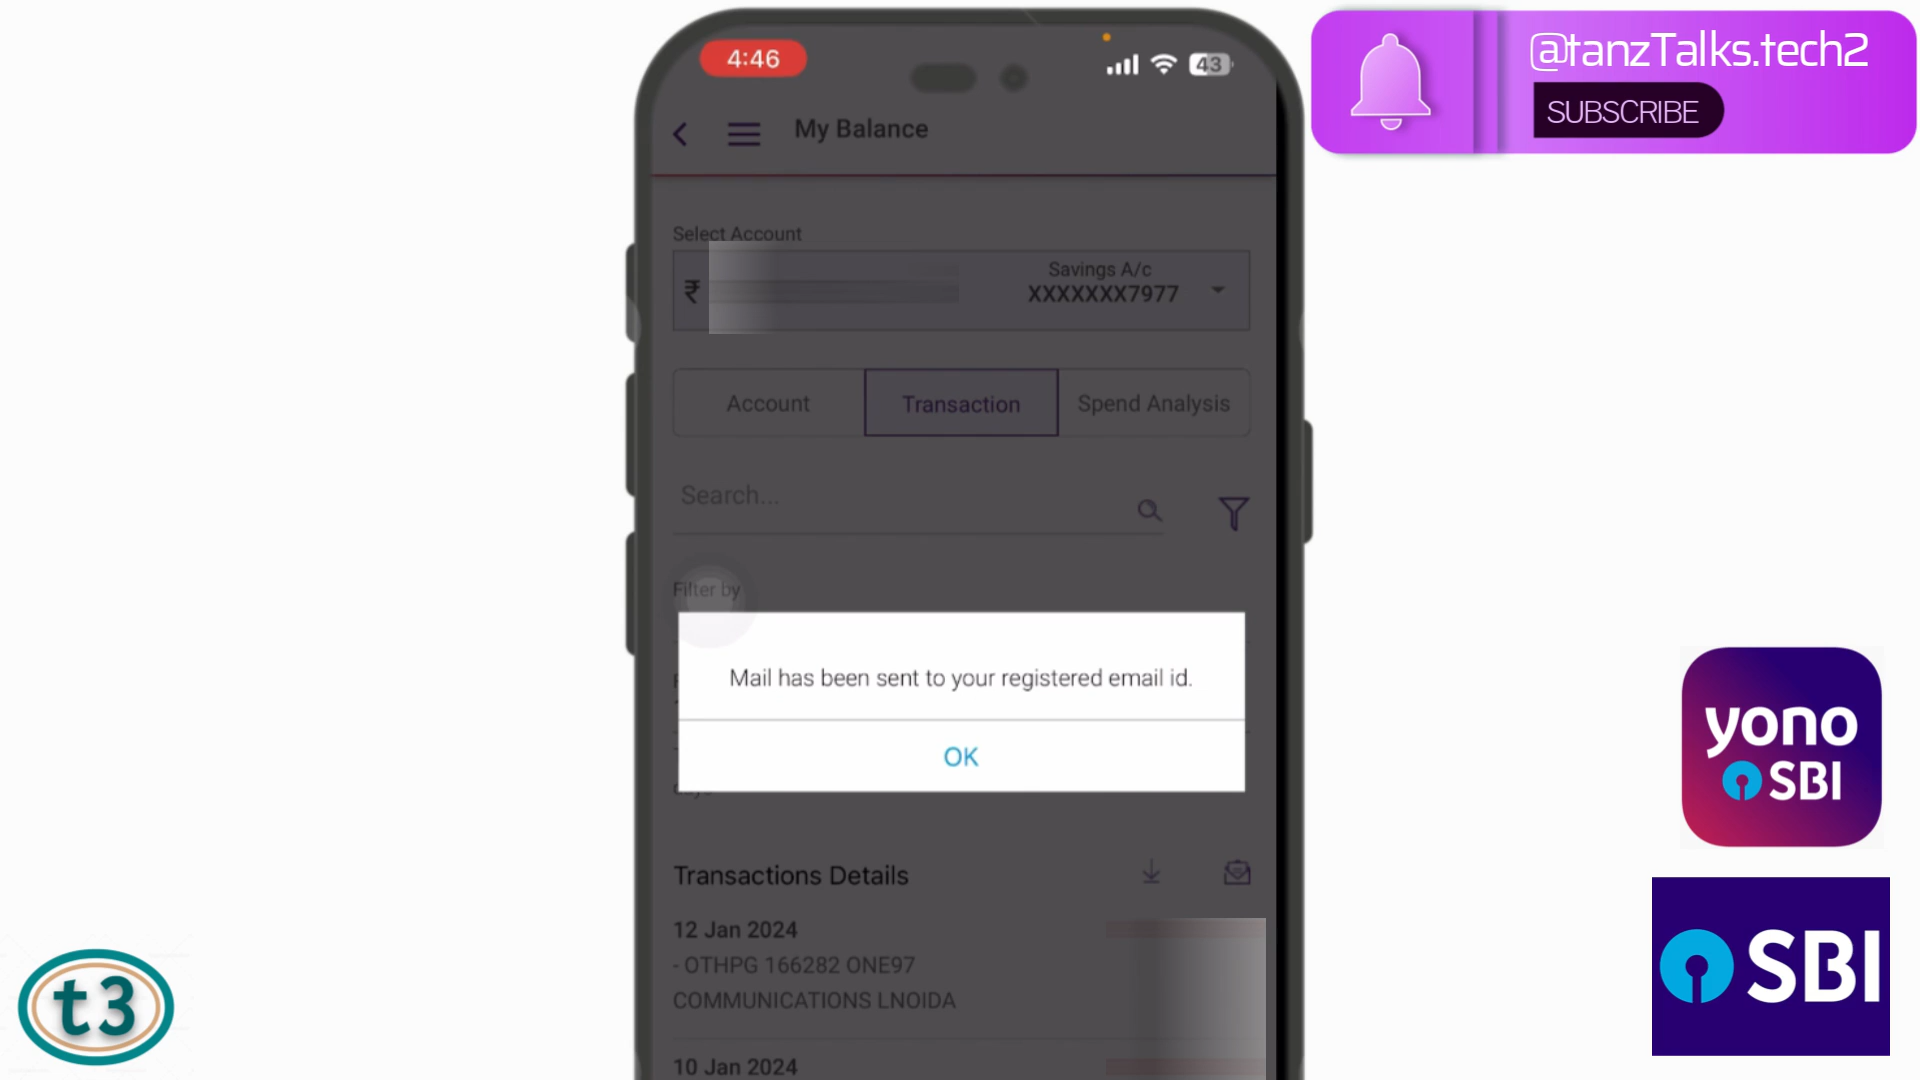 4:46
43
My Balance
Select Account
₹
Savings A/c
XXXXXXX7977
Account
Transaction
Spend Analysis
Search...
Filter by
Mail has been sent to your registered email id.
OK
Transactions Details
12 Jan 2024
- OTHPG 166282 ONE97
COMMUNICATIONS LNOIDA
10 Jan 2024
@tanzTalks.tech2
SUBSCRIBE
yono
SBI
SBI
t3